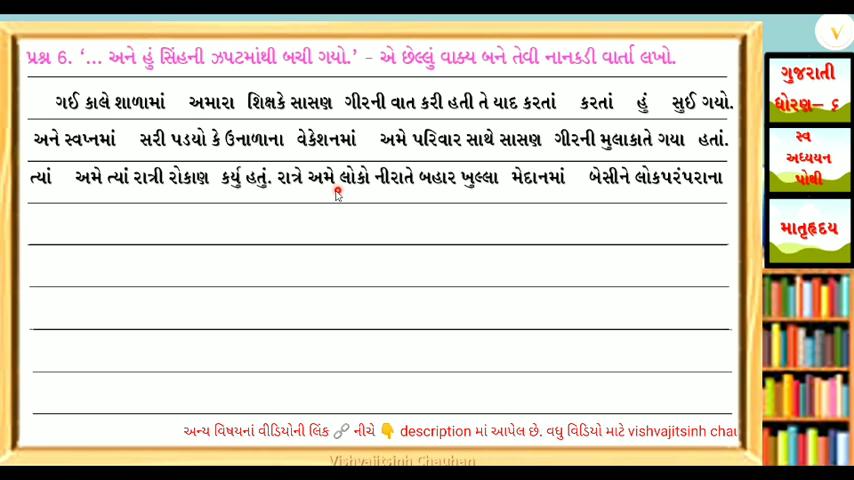 પ્રશ્ન 6. ‘... અને હું સિંહની ઝપટમાંથી બચી ગયો.’ - એ છેલ્લું વાક્ય બને તેવી નાનકડી વાર્તા લખો.
ગઈ કાલે શાળામાં અમારા શિક્ષકે સાસણ ગીરની વાત કરી હતી તે યાદ કરતાં કરતાં હું સુઈ ગયો.
અને સ્વપ્નમાં સરી પડયો કે ઉનાળાના વેકેશનમાં અમે પરિવાર સાથે સાસણ ગીરની મુલાકાતે ગયા હતાં.
ત્યાં અમે ત્યાં રાત્રી રોકાણ કર્યુ હતું. રાત્રે અમે લોકો નીરાતે બહાર ખુલ્લા મેદાનમાં બેસીને લોકપરંપરાના
અન્ય વિષયનાં વીડિયોની લિંક 🔗 નીચે 👇 description માં આપેલ છે. વધુ વિડિયો માટે vishvajitsinh chau
Vishvajitsinh Chauhan
V
ગુજરાતી
ધોરણ– ૬
સ્વ
અધ્યયન
પોથી
માતૃહૃદય